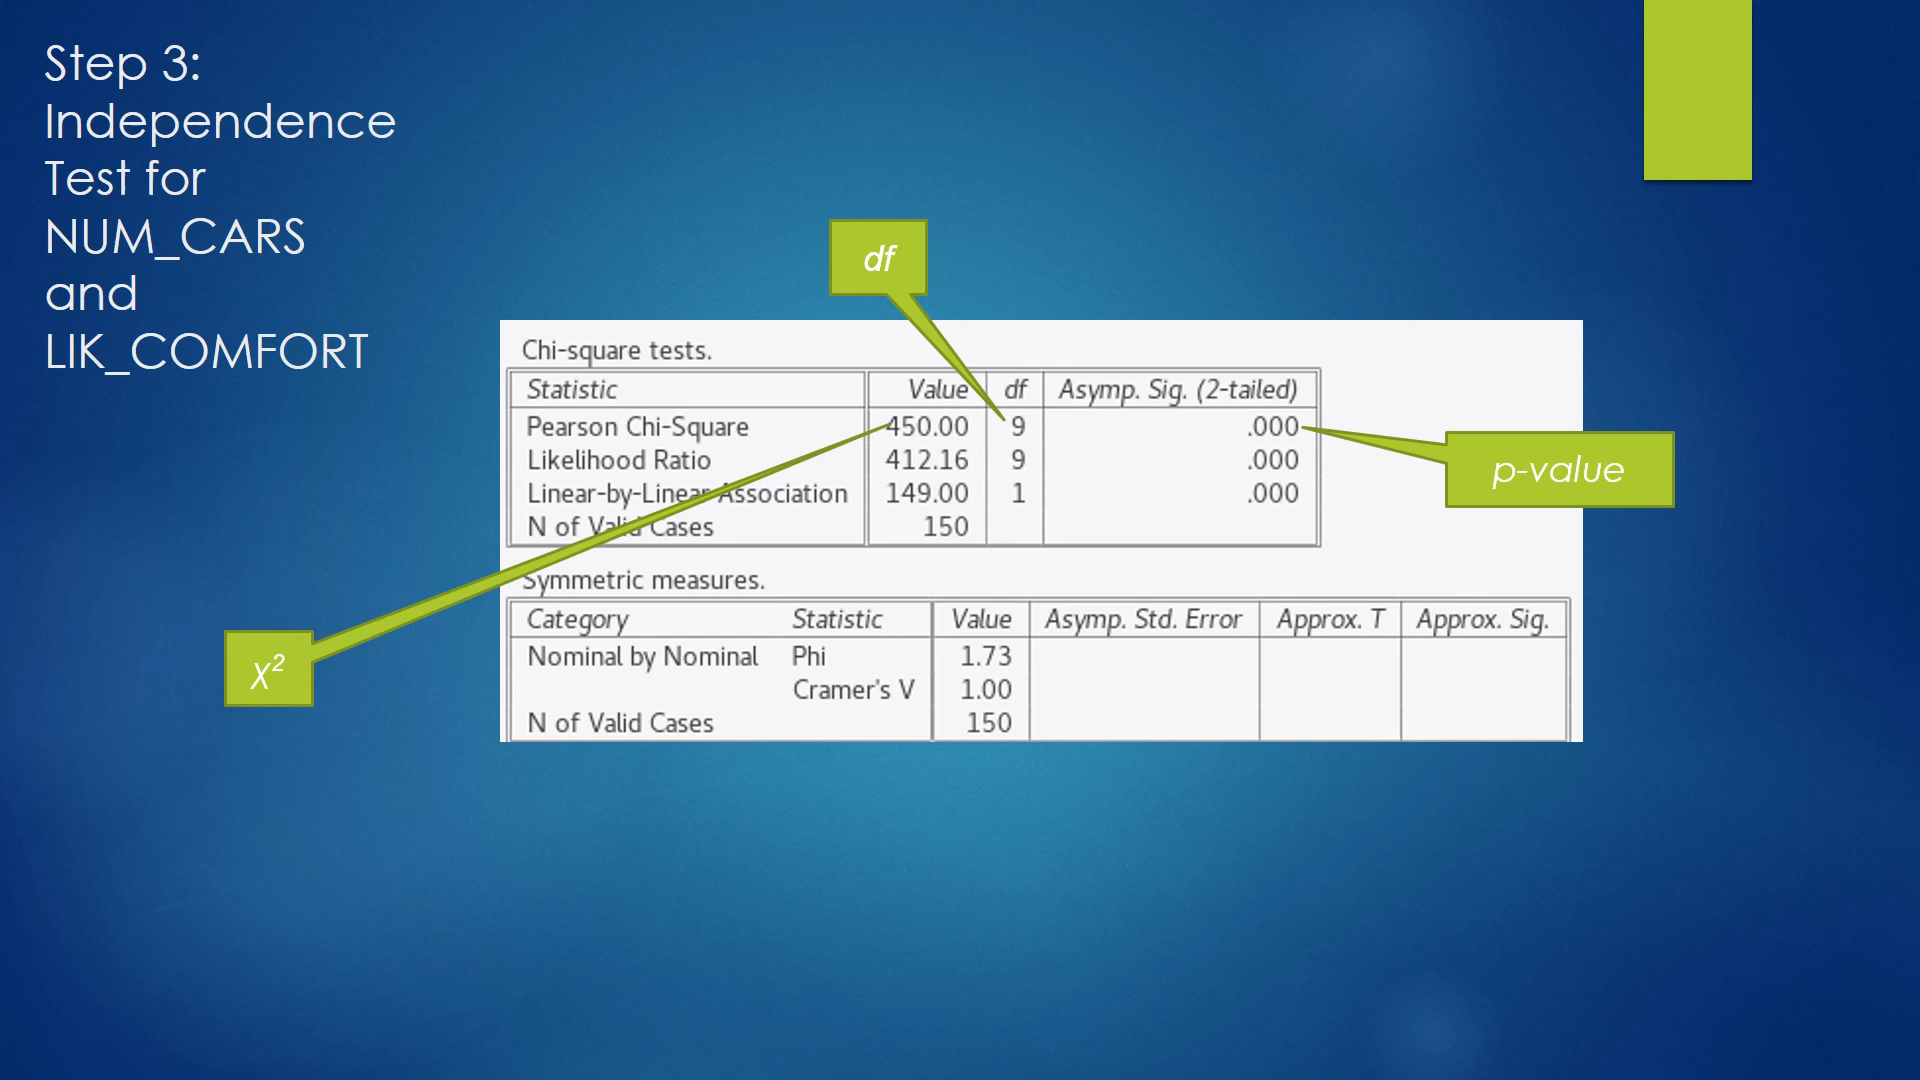 Step 3:
Independence
Test for
NUM_CARS
and
LIK_COMFORT
df
Chi-square tests.
Statistic Value df Asymp. Sig. (2-tailed)
Pearson Chi-Square 450.00 9 .000
Likelihood Ratio 412.16 9 .000
Linear-by-Linear Association 149.00 1 .000
N of Valid Cases 150
p-value
Symmetric measures.
Category Statistic Value Asymp. Std. Error Approx. T Approx. Sig.
Nominal by Nominal Phi 1.73
Cramer's V 1.00
N of Valid Cases 150
χ²